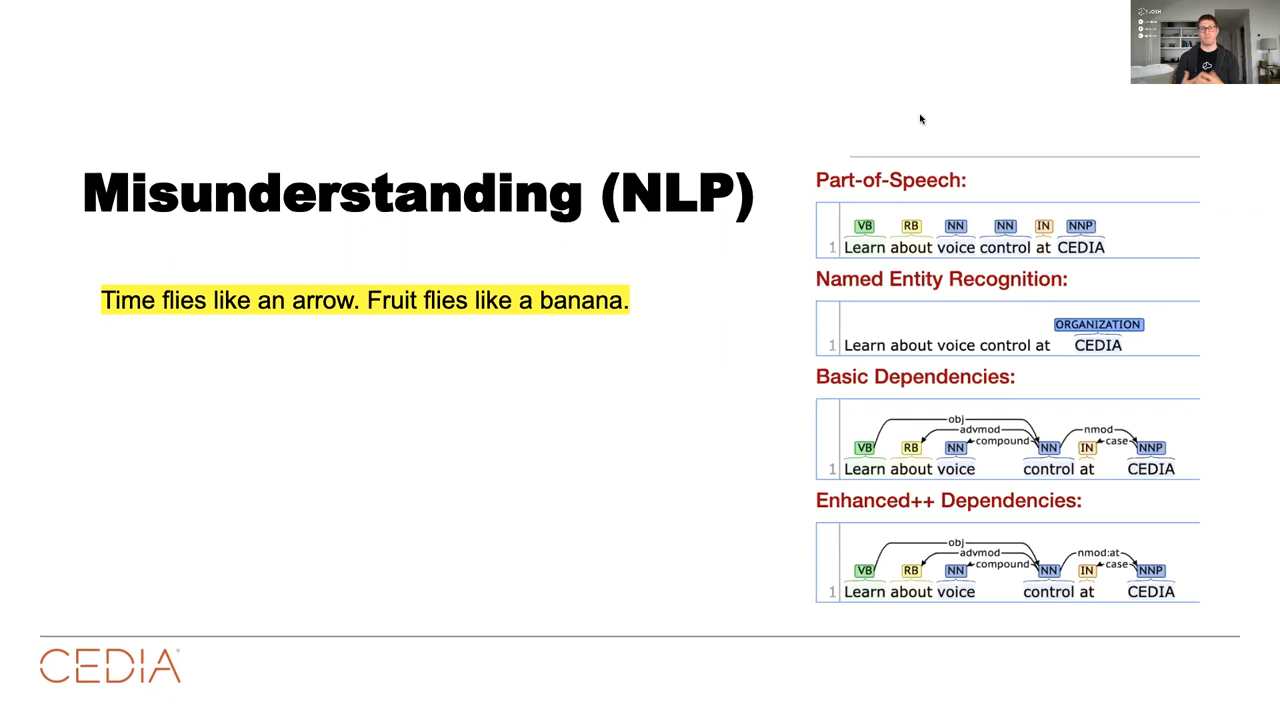 Misunderstanding (NLP)
Time flies like an arrow. Fruit flies like a banana.
Part-of-Speech:
VB RB NN NN IN NNP
1 Learn about voice control at CEDIA
Named Entity Recognition:
ORGANIZATION
1 Learn about voice control at CEDIA
Basic Dependencies:
obj
advmod nmod
compound case
VB RB NN NN IN NNP
1 Learn about voice control at CEDIA
Enhanced++ Dependencies:
obj
advmod nmod:at
compound case
VB RB NN NN IN NNP
1 Learn about voice control at CEDIA
CEDIA